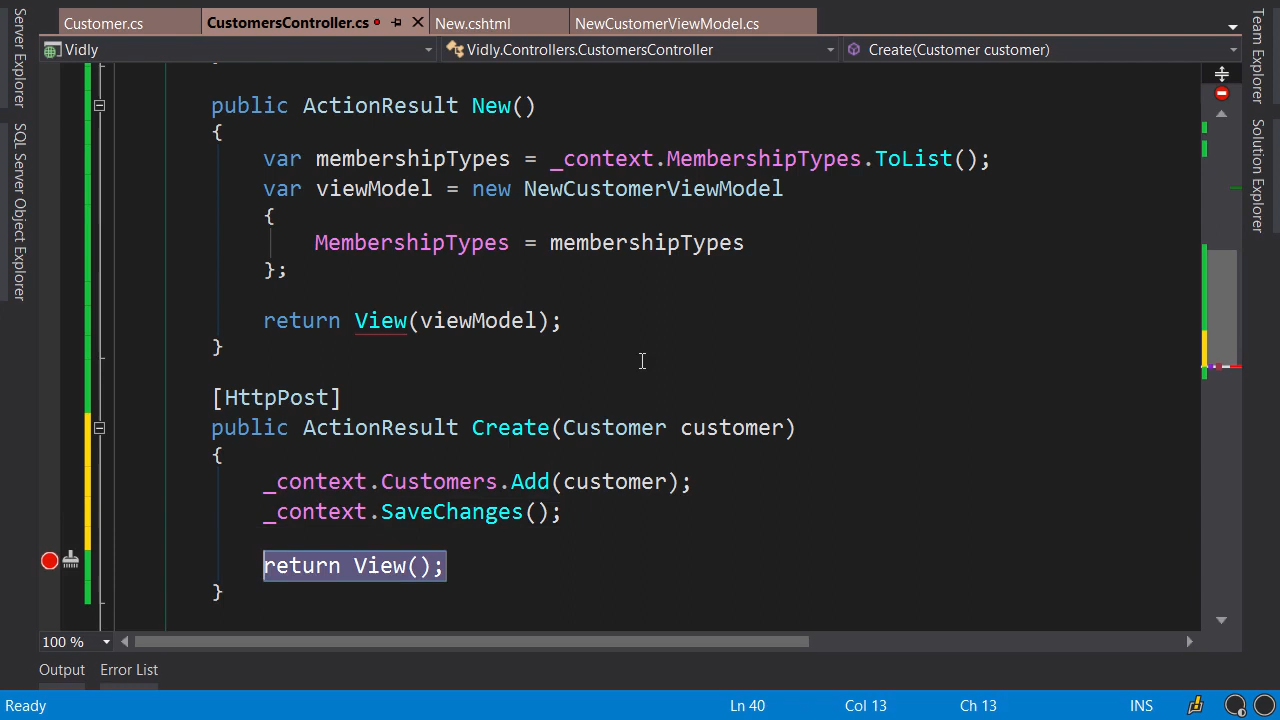 Customer.cs CustomersController.cs New.cshtml NewCustomerViewModel.cs
Vidly Vidly.Controllers.CustomersController Create(Customer customer)
Server Explorer
SQL Server Object Explorer
public ActionResult New()
{
var membershipTypes = _context.MembershipTypes.ToList();
var viewModel = new NewCustomerViewModel
{
MembershipTypes = membershipTypes
};
return View(viewModel);
}
[HttpPost]
public ActionResult Create(Customer customer)
{
_context.Customers.Add(customer);
_context.SaveChanges();
return View();
}
Team Explorer
Solution Explorer
100 %
Output Error List
Ready Ln 40 Col 13 Ch 13 INS